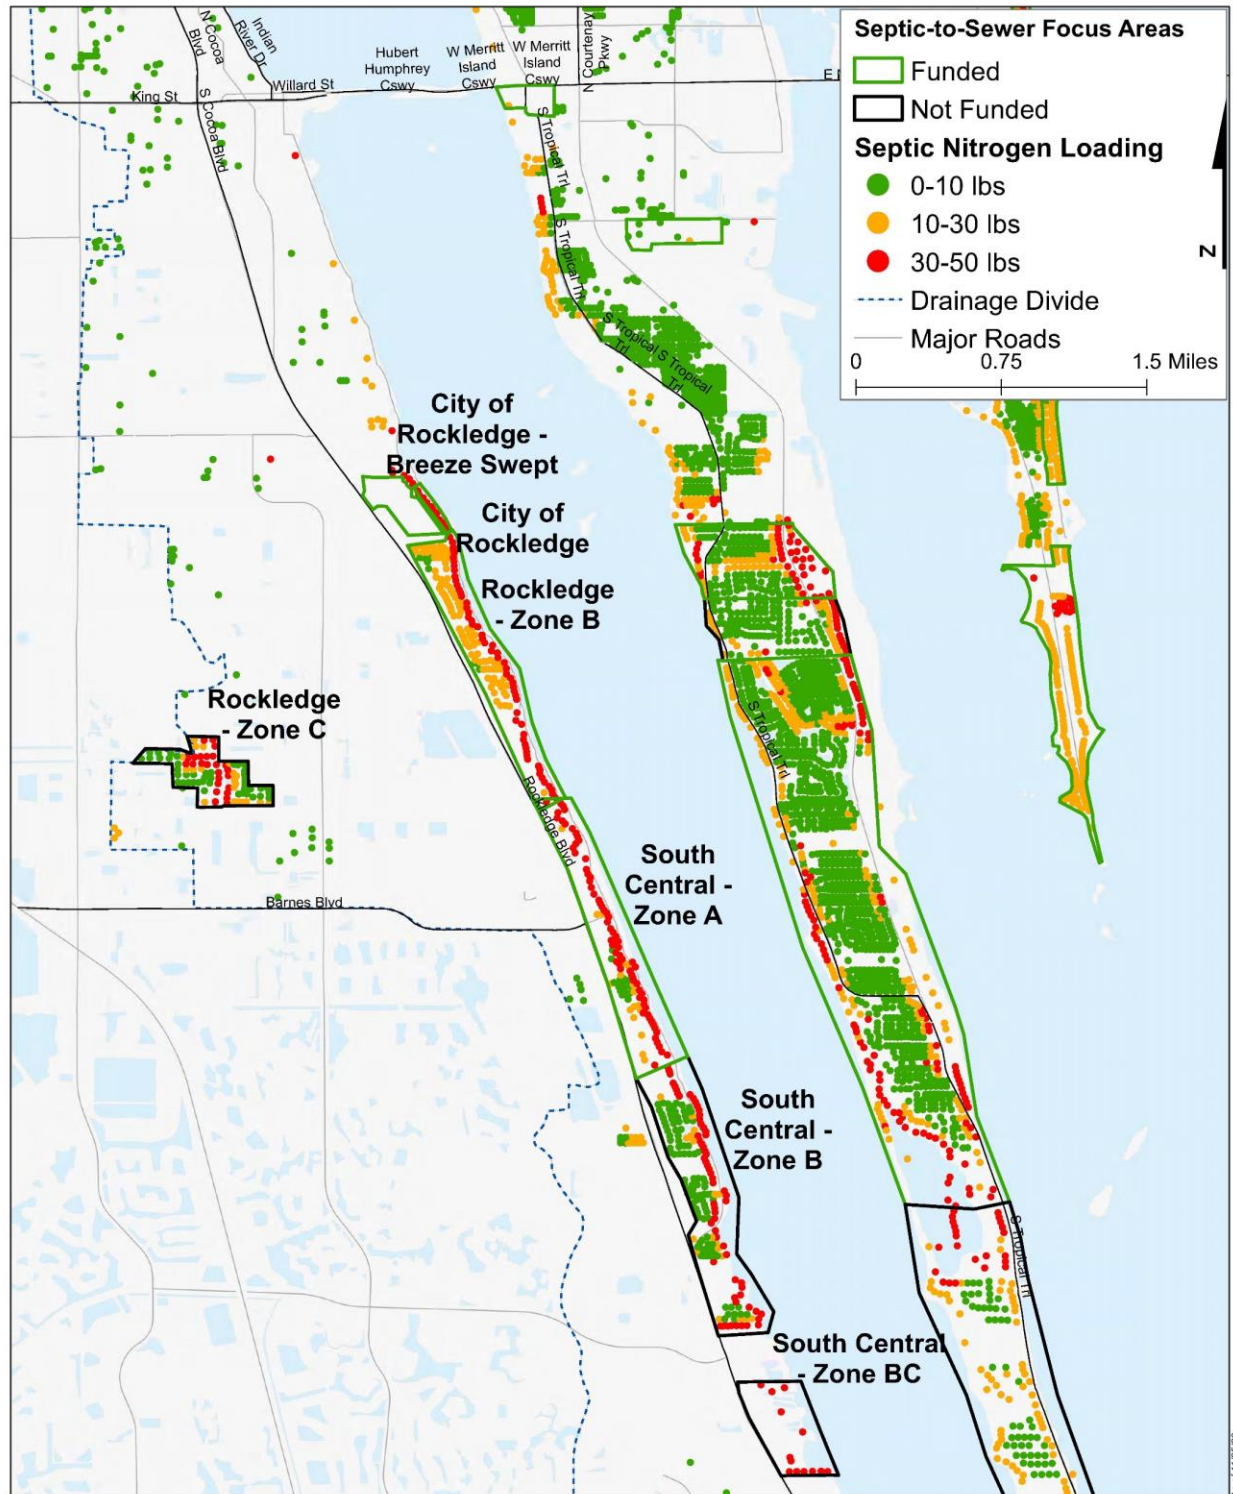 N Cocoa
Blvd
Indian
River Dr
Hubert
Humphrey
Cswy
W Merritt
Island
Cswy
W Merritt
Island
Cswy
N Courtenay
Pkwy
King St
Willard St
S Cocoa Blvd
S Tropical Trl
S Tropical Trl
S Tropical
Trl
S Tropical
Trl
Septic-to-Sewer Focus Areas
Funded
Not Funded
Septic Nitrogen Loading
0-10 lbs
10-30 lbs
30-50 lbs
Drainage Divide
Major Roads
0
0.75
1.5 Miles
N
City of
Rockledge -
Breeze Swept
City of
Rockledge
Rockledge
- Zone B
Rockledge
- Zone C
S Tropical Trl
Rockledge Blvd
South
Central -
Zone A
Barnes Blvd
South
Central -
Zone B
S Tropical Trl
South Central
- Zone BC